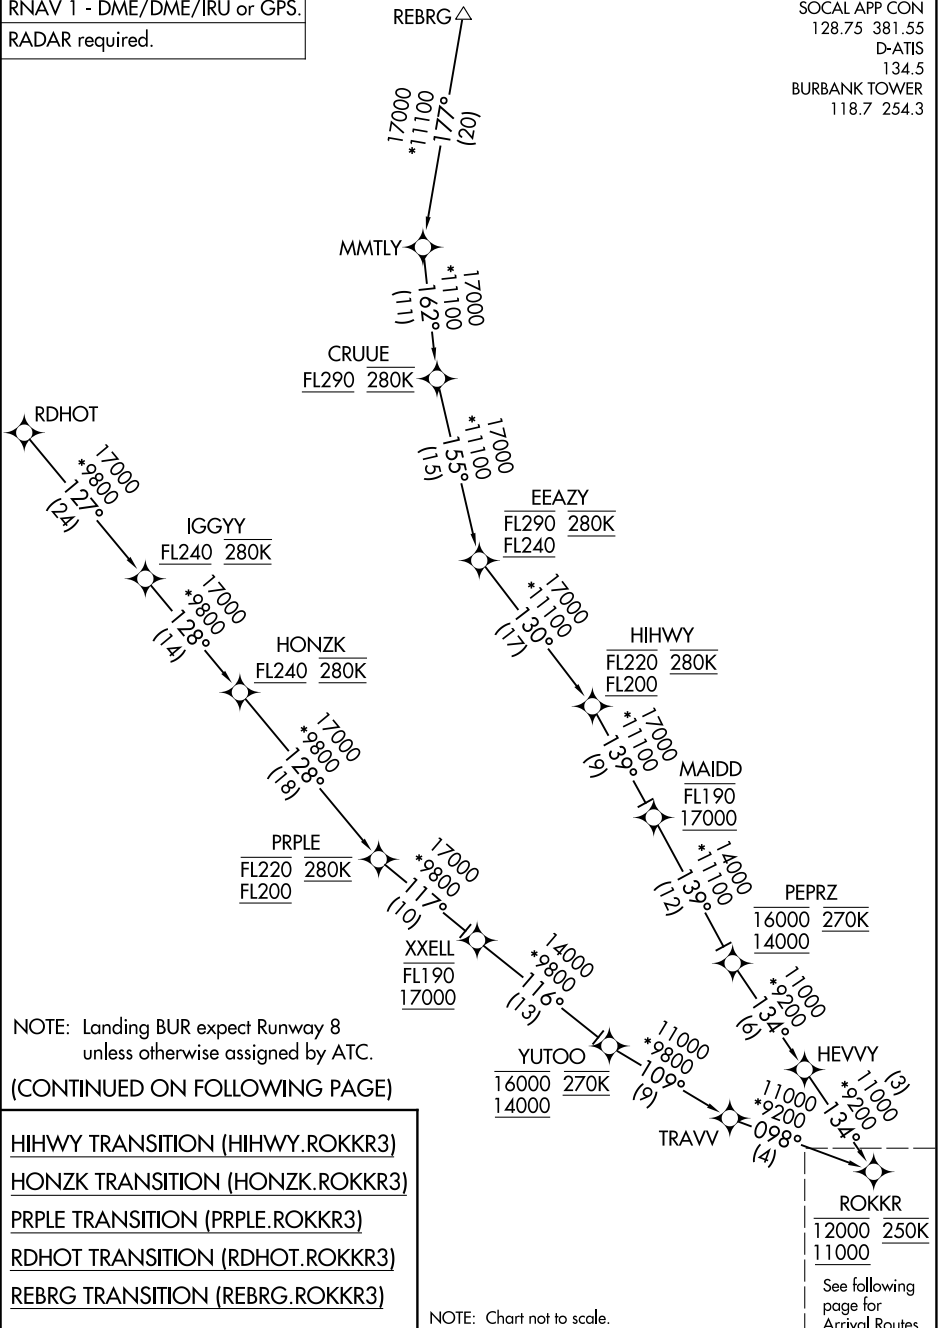 RNAV 1 - DME/DME/IRU or GPS.
RADAR required.
SOCAL APP CON
128.75 381.55
D-ATIS
134.5
BURBANK TOWER
118.7 254.3
REBRG
17000
*11100
177°
(20)
MMTLY
17000
*11100
162°
(11)
CRUUE
FL290 280K
17000
*11100
155°
(15)
RDHOT
17000
*9800
127°
(24)
EEAZY
FL290 280K
FL240
IGGYY
FL240 280K
17000
*9800
128°
(14)
17000
*11100
130°
(17)
HIHWY
FL220 280K
FL200
HONZK
FL240 280K
17000
*9800
128°
(18)
17000
*11100
139°
(9)
MAIDD
FL190
17000
PRPLE
FL220 280K
FL200
17000
*9800
117°
(10)
14000
*11100
139°
(12)
PEPRZ
16000 270K
14000
XXELL
FL190
17000
14000
*9800
116°
(13)
11000
*9200
134°
(6)
NOTE: Landing BUR expect Runway 8
unless otherwise assigned by ATC.
(CONTINUED ON FOLLOWING PAGE)
YUTOO
16000 270K
14000
11000
*9800
109°
(9)
HEVVY
(3)
11000
*9200
134°
TRAVV
11000
*9200
098°
(4)
ROKKR
12000 250K
11000
See following
page for
Arrival Routes
HIHWY TRANSITION (HIHWY.ROKKR3)
HONZK TRANSITION (HONZK.ROKKR3)
PRPLE TRANSITION (PRPLE.ROKKR3)
RDHOT TRANSITION (RDHOT.ROKKR3)
REBRG TRANSITION (REBRG.ROKKR3)
NOTE: Chart not to scale.